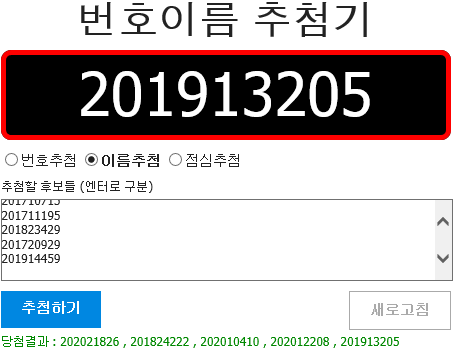 번호이름 추첨기
201913205
번호추첨 이름추첨 점심추첨
추첨할 후보들 (엔터로 구분)
201710715
201711195
201823429
201720929
201914459
추첨하기 새로고침
당첨결과 : 202021826 , 201824222 , 202010410 , 202012208 , 201913205